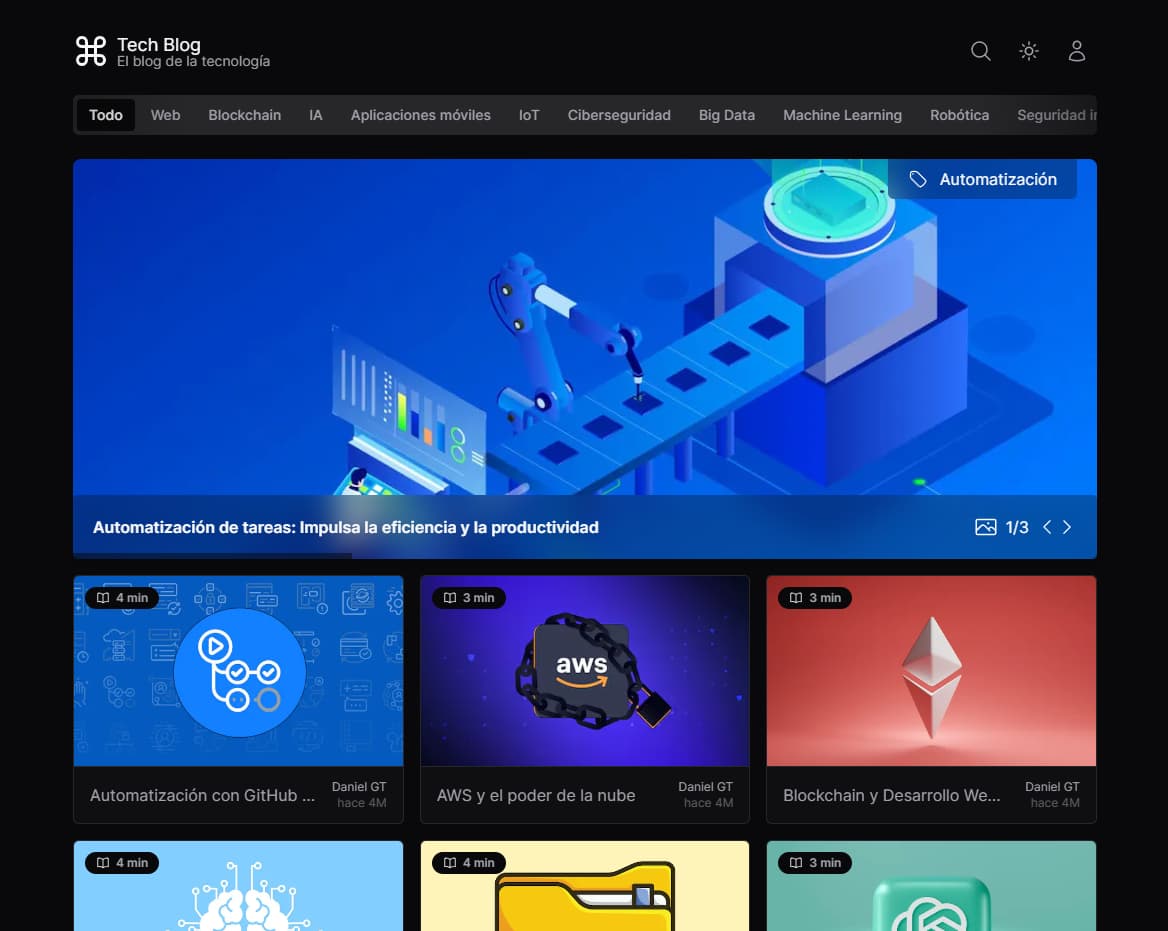 Tech Blog
El blog de la tecnología
Todo Web Blockchain IA Aplicaciones móviles IoT Ciberseguridad Big Data Machine Learning Robótica Seguridad
Automatización
Automatización de tareas: Impulsa la eficiencia y la productividad 1/3
4 min
3 min
3 min
aws
Automatización con GitHub ...
Daniel GT
hace 4M
AWS y el poder de la nube
Daniel GT
hace 4M
Blockchain y Desarrollo We...
Daniel GT
hace 4M
4 min
4 min
3 min